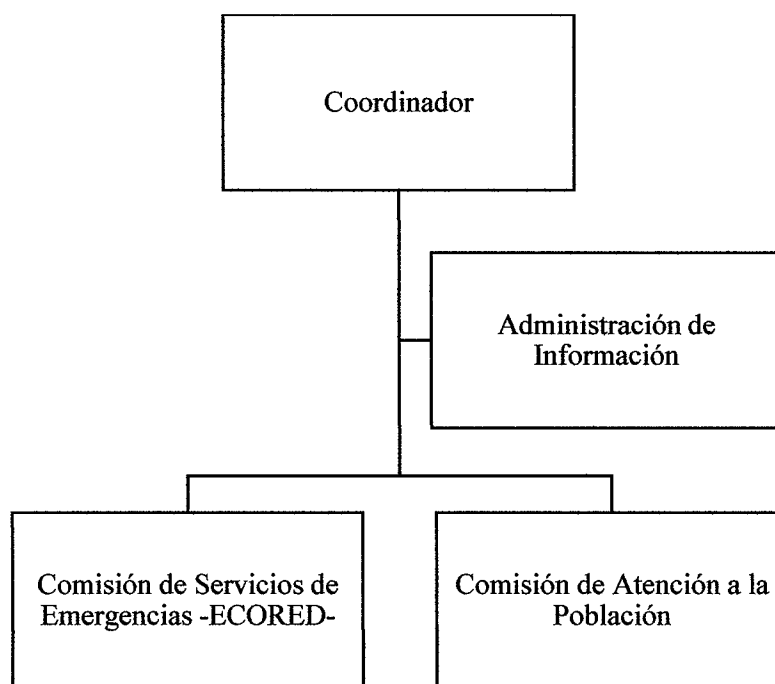 Coordinador
Administración de
Información
Comisión de Servicios de
Emergencias -ECORED-
Comisión de Atención a la
Población